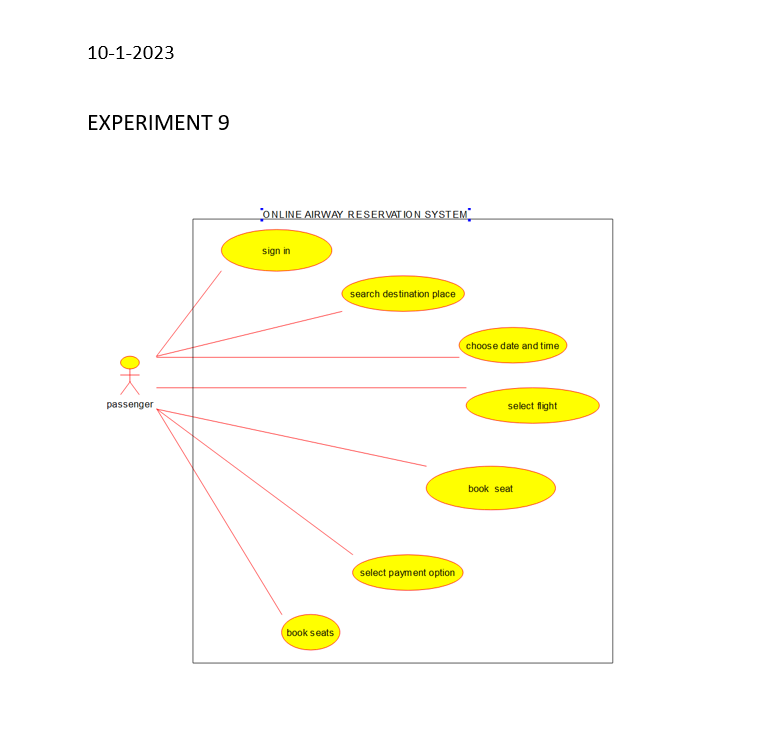 10-1-2023
EXPERIMENT 9
ONLINE AIRWAY RESERVATION SYSTEM
sign in
search destination place
choose date and time
passenger
select flight
book seat
select payment option
book seats